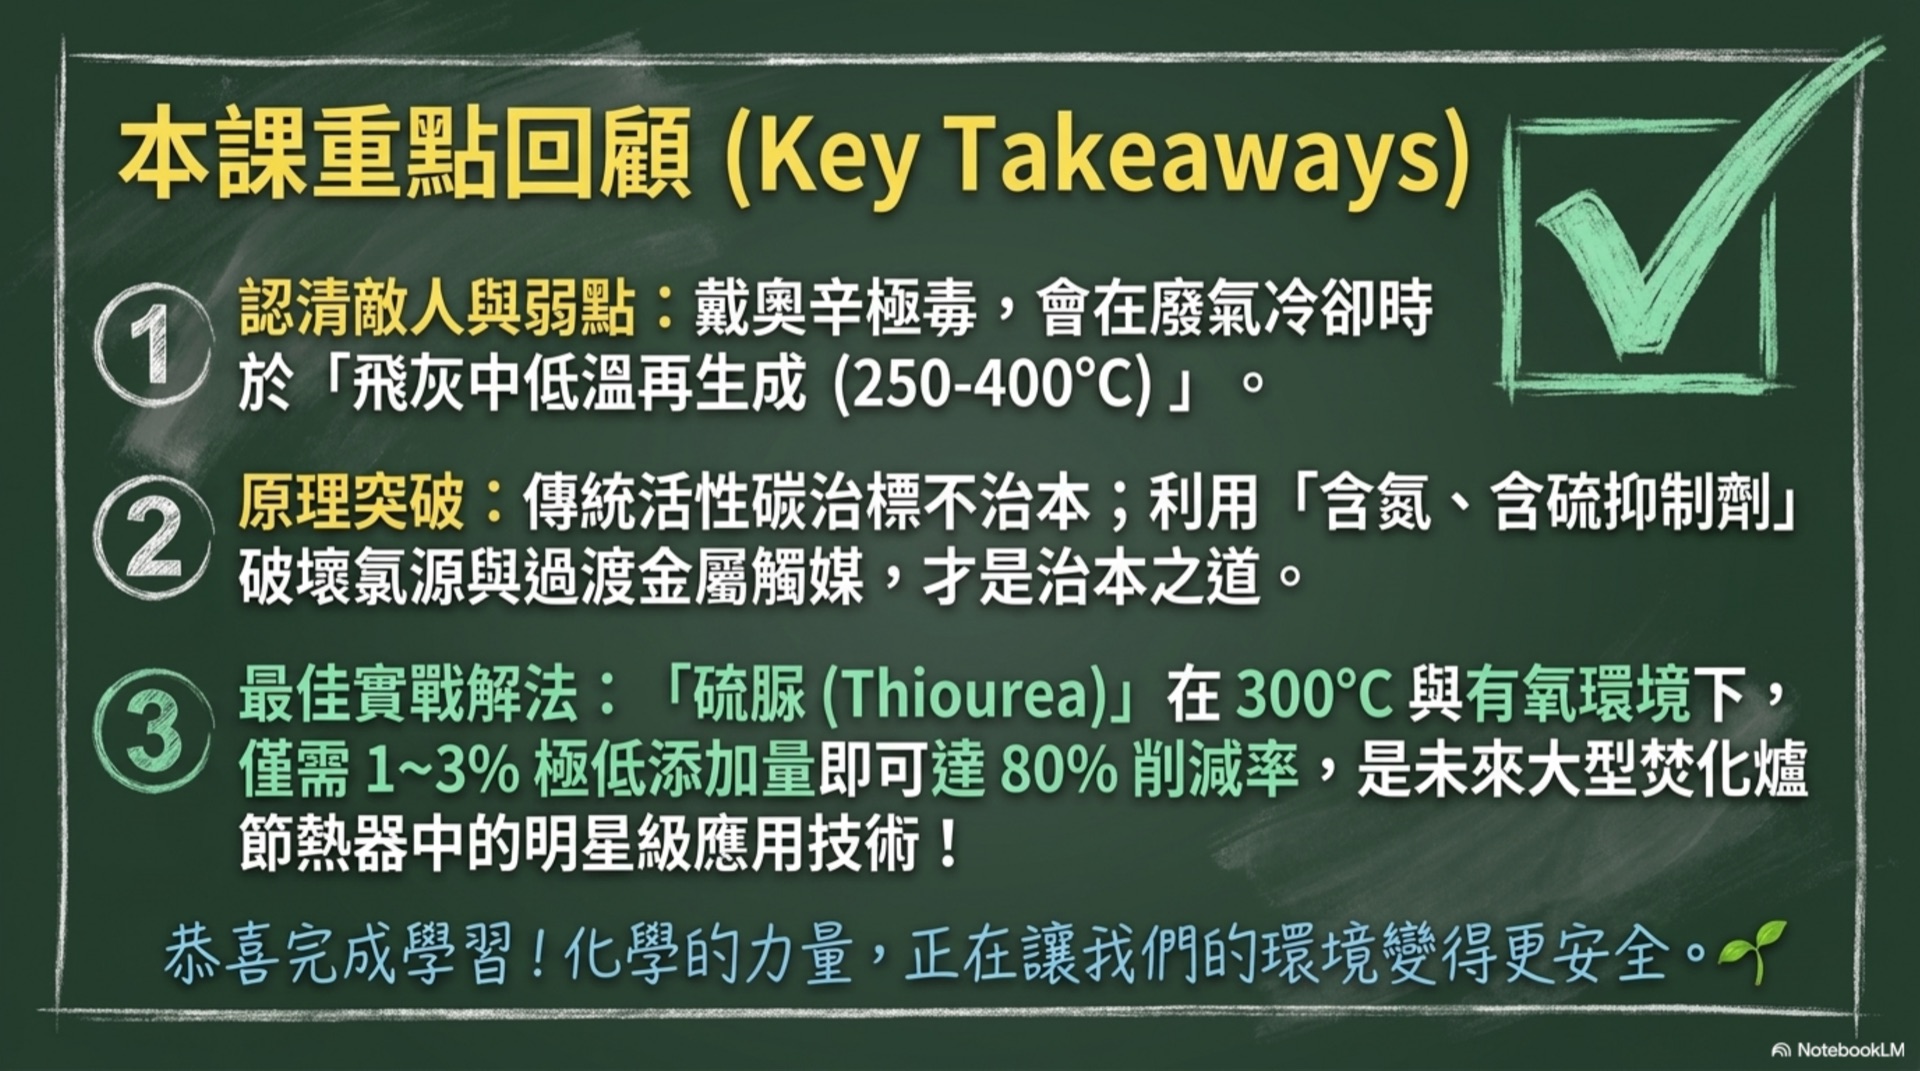 本課重點回顧 (Key Takeaways)
1 認清敵人與弱點：戴奧辛極毒，會在廢氣冷卻時
於「飛灰中低溫再生成 (250-400°C) 」。
2 原理突破：傳統活性碳治標不治本；利用「含氮、含硫抑制劑」
破壞氯源與過渡金屬觸媒，才是治本之道。
3 最佳實戰解法：「硫脲 (Thiourea)」在 300°C 與有氧環境下，
僅需 1~3% 極低添加量即可達 80% 削減率，是未來大型焚化爐
節熱器中的明星級應用技術！
恭喜完成學習！化學的力量，正在讓我們的環境變得更安全。
NotebookLM